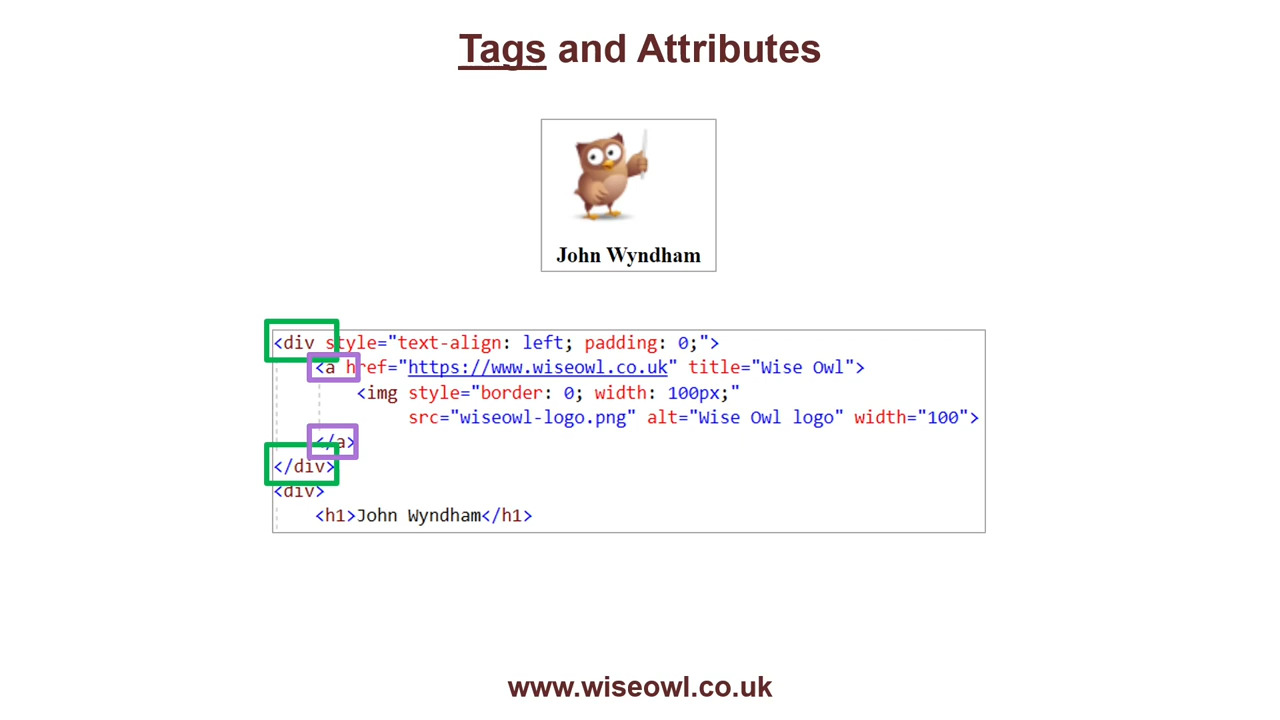 Tags and Attributes
John Wyndham
<div style="text-align: left; padding: 0;">
<a href="https://www.wiseowl.co.uk" title="Wise Owl">
<img style="border: 0; width: 100px;"
src="wiseowl-logo.png" alt="Wise Owl logo" width="100">
</a>
</div>
<div>
<h1>John Wyndham</h1>
www.wiseowl.co.uk